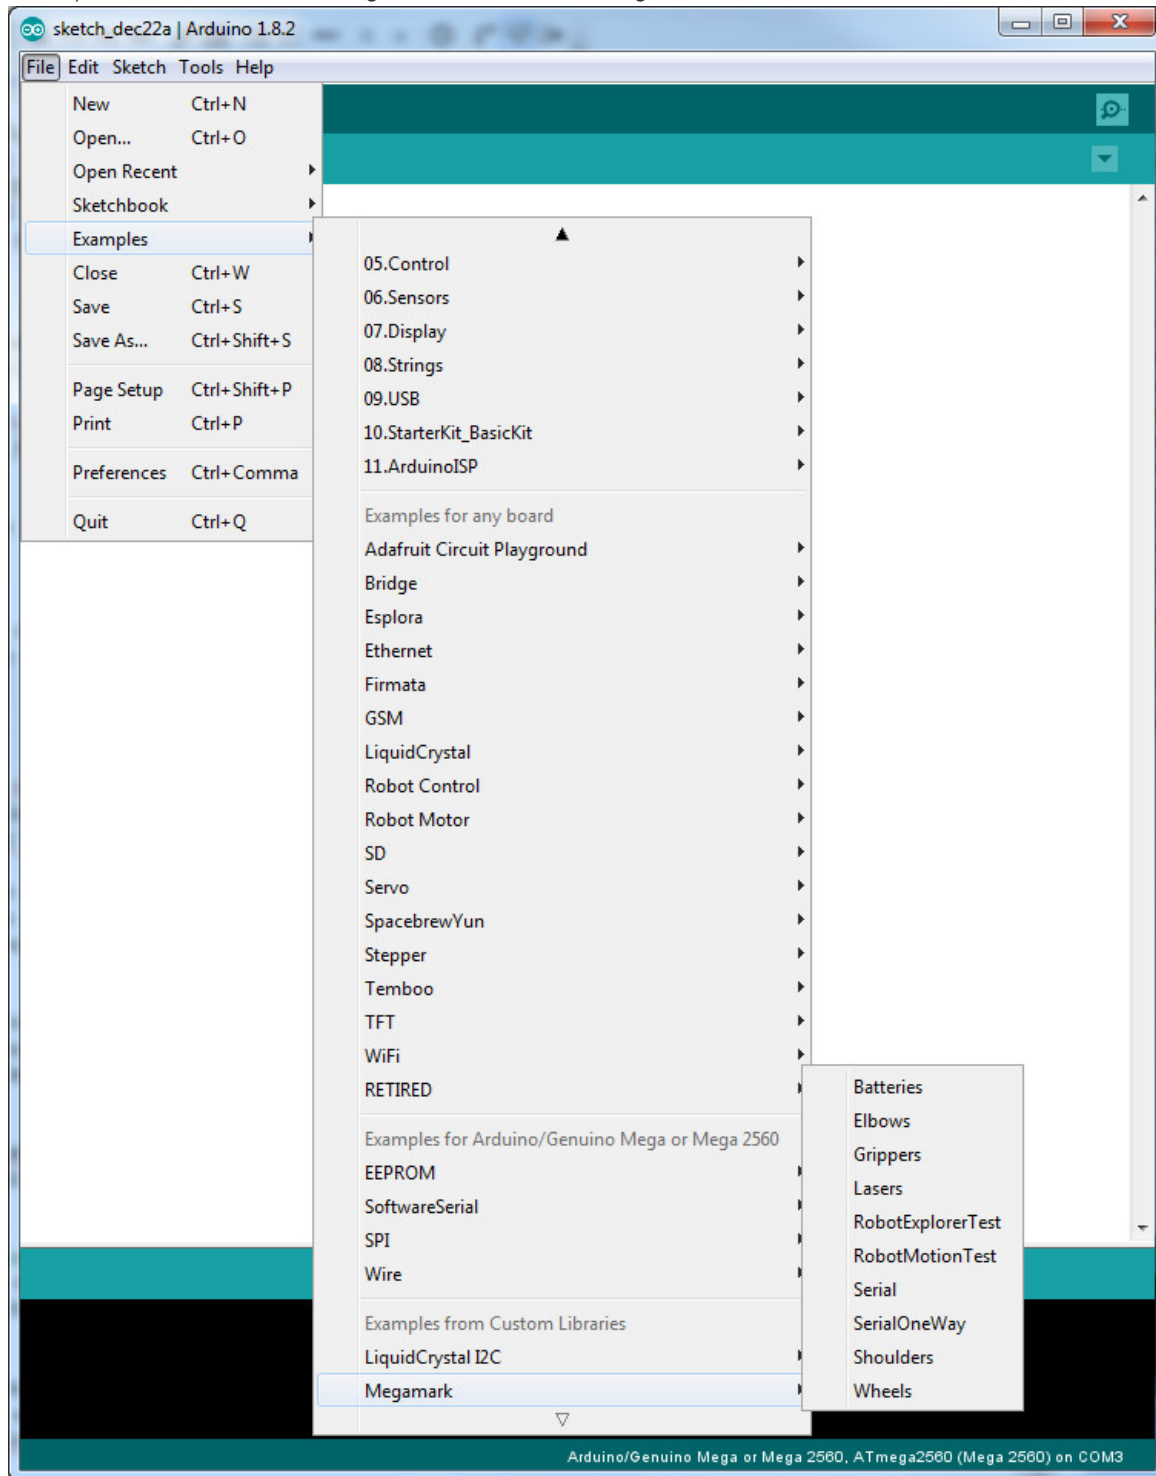 sketch_dec22a | Arduino 1.8.2
File Edit Sketch Tools Help
New Ctrl+N
Open... Ctrl+O
Open Recent
Sketchbook
Examples
Close Ctrl+W
Save Ctrl+S
Save As... Ctrl+Shift+S
Page Setup Ctrl+Shift+P
Print Ctrl+P
Preferences Ctrl+Comma
Quit Ctrl+Q
05.Control
06.Sensors
07.Display
08.Strings
09.USB
10.StarterKit_BasicKit
11.ArduinoISP
Examples for any board
Adafruit Circuit Playground
Bridge
Esplora
Ethernet
Firmata
GSM
LiquidCrystal
Robot Control
Robot Motor
SD
Servo
SpacebrewYun
Stepper
Temboo
TFT
WiFi
RETIRED
Examples for Arduino/Genuino Mega or Mega 2560
EEPROM
SoftwareSerial
SPI
Wire
Examples from Custom Libraries
LiquidCrystal I2C
Megamark
Batteries
Elbows
Grippers
Lasers
RobotExplorerTest
RobotMotionTest
Serial
SerialOneWay
Shoulders
Wheels
Arduino/Genuino Mega or Mega 2560, ATmega2560 (Mega 2560) on COM3